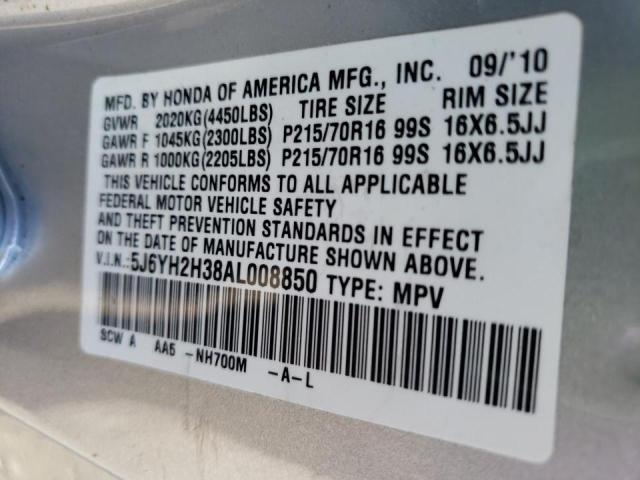 MFD. BY HONDA OF AMERICA MFG., INC. 09/'10
GVWR 2020KG(4450LBS) TIRE SIZE RIM SIZE
GAWR F 1045KG(2300LBS) P215/70R16 99S 16X6.5JJ
GAWR R 1000KG(2205LBS) P215/70R16 99S 16X6.5JJ
THIS VEHICLE CONFORMS TO ALL APPLICABLE
FEDERAL MOTOR VEHICLE SAFETY
AND THEFT PREVENTION STANDARDS IN EFFECT
ON THE DATE OF MANUFACTURE SHOWN ABOVE.
V.I.N.:5J6YH2H38AL008850 TYPE: MPV
SCW A AA6 -NH700M -A-L